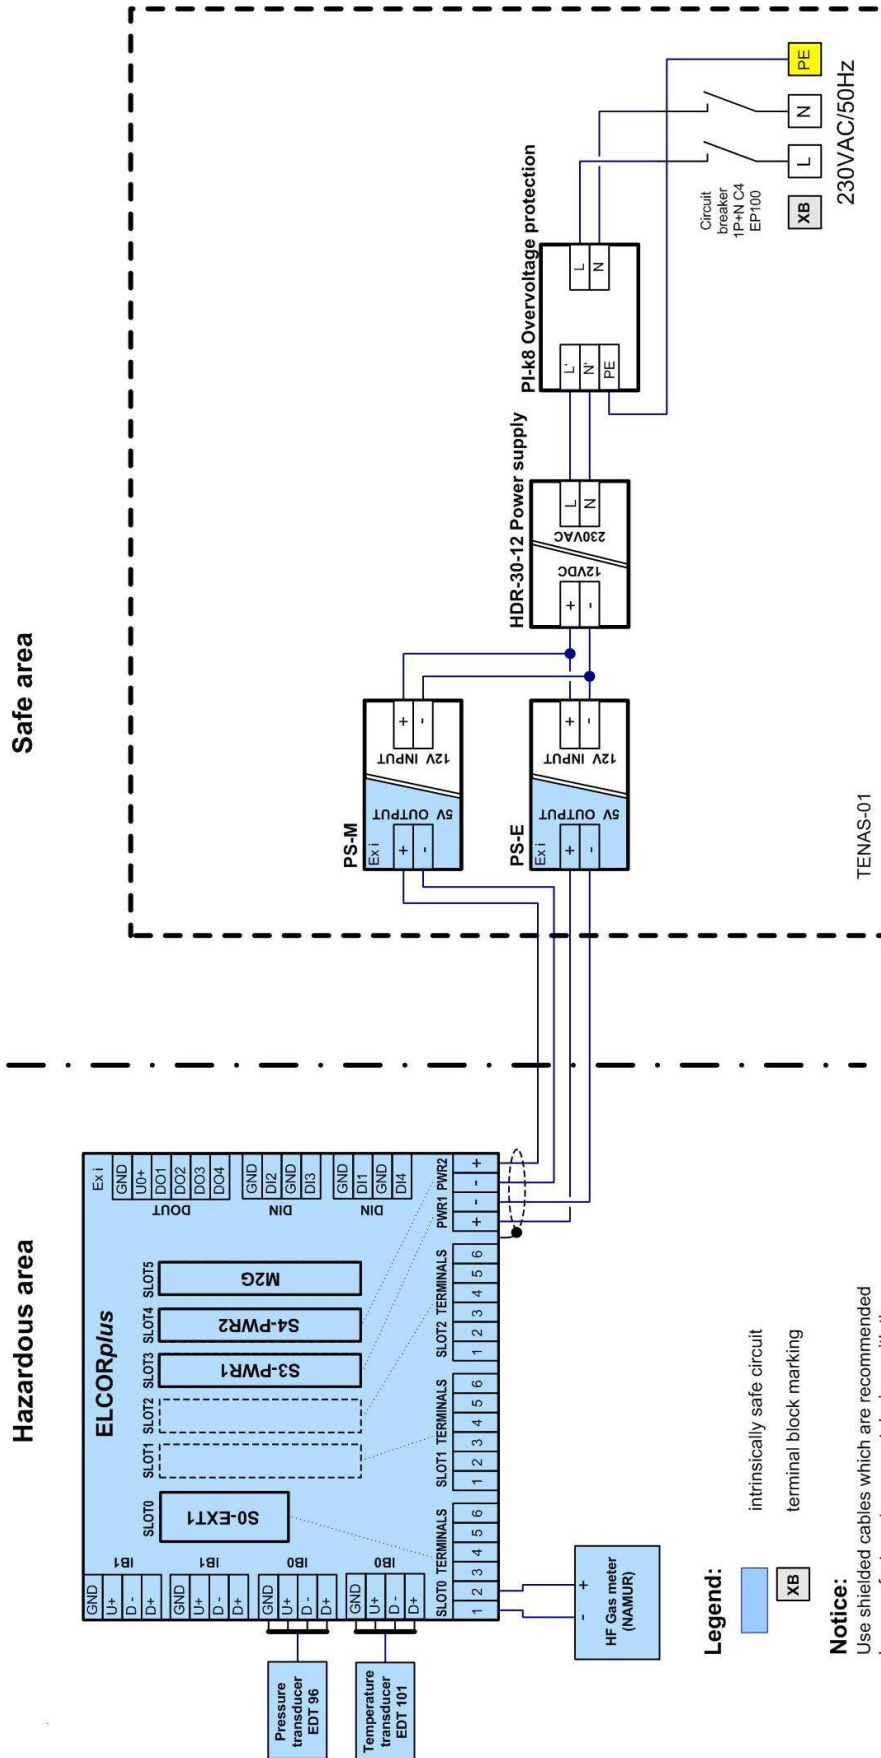 Hazardous area
Safe area
ELCORplus
Ex i
GND
U+
D -
D+
IB1
GND
U+
D -
D+
IB1
GND
U+
D -
D+
IB0
GND
U+
D -
D+
IB0
SLOT0
S0-EXT1
SLOT1
SLOT2
SLOT3
S3-PWR1
SLOT4
S4-PWR2
SLOT5
M2G
GND
U0+
DO1
DO2
DO3
DO4
DOUT
GND
DI2
GND
DI3
DIN
GND
DI1
GND
DI4
DIN
SLOT0 TERMINALS
1 2 3 4 5 6
SLOT1 TERMINALS
1 2 3 4 5 6
SLOT2 TERMINALS
1 2 3 4 5 6
PWR1 PWR2
+ - - +
Pressure
transducer
EDT 96
Temperature
transducer
EDT 101
- +
HF Gas meter
(NAMUR)
PS-M
Ex i
+
-
5V OUTPUT
12V INPUT
+
-
PS-E
Ex i
+
-
5V OUTPUT
12V INPUT
+
-
HDR-30-12 Power supply
+
-
12VDC
230VAC
L
N
PI-k8 Overvoltage protection
L'
N'
PE
L
N
Circuit
breaker
1P+N C4
EP100
XB
L
N
PE
230VAC/50Hz
TENAS-01
Legend:
intrinsically safe circuit
XB
terminal block marking
Notice:
Use shielded cables which are recommended